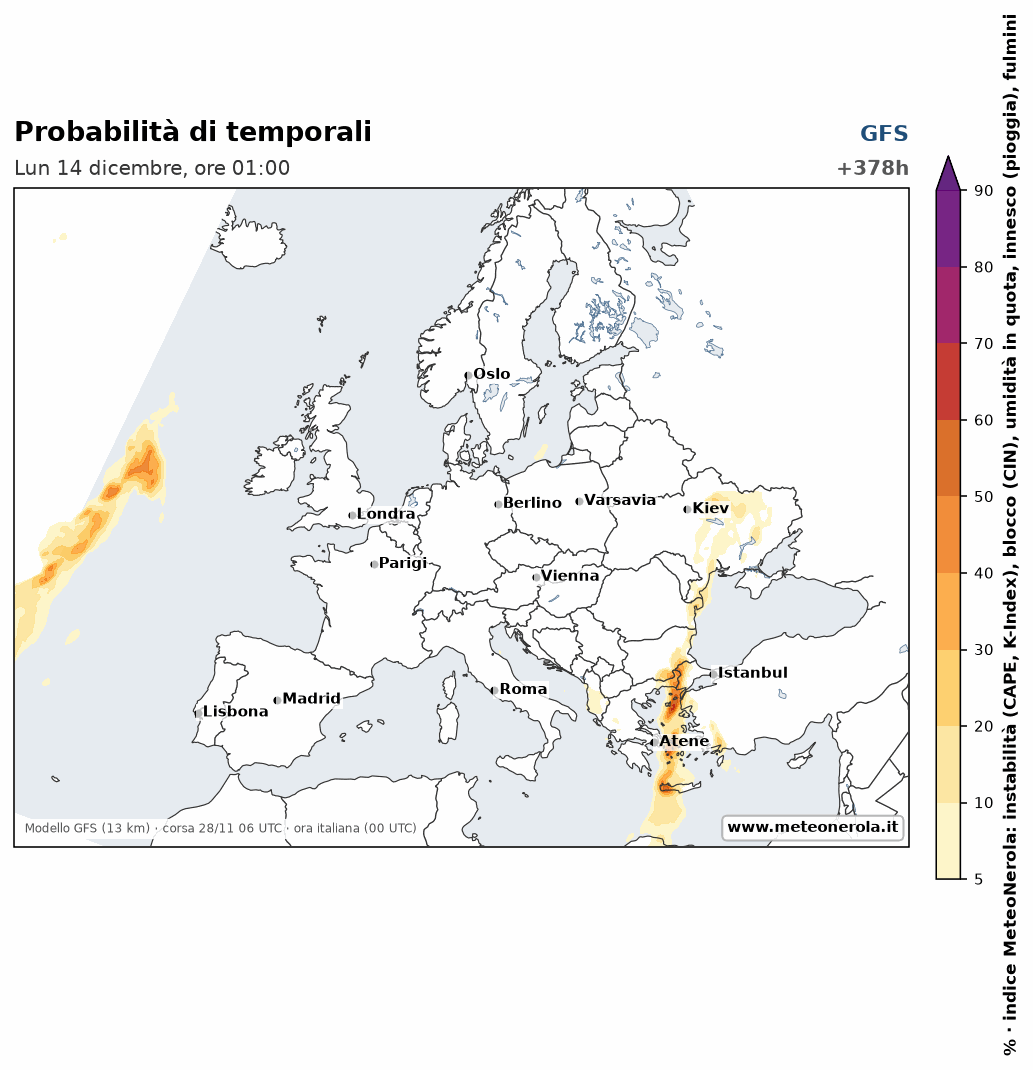 Probabilità di temporali
GFS
Lun 14 dicembre, ore 01:00
+378h
Oslo
Londra
Berlino
Varsavia
Kiev
Parigi
Vienna
Madrid
Lisbona
Roma
Istanbul
Atene
Modello GFS (13 km) · corsa 28/11 06 UTC · ora italiana (00 UTC)
www.meteonerola.it
90
80
70
60
50
40
30
20
10
5
% · indice MeteoNerola: instabilità (CAPE, K-Index), blocco (CIN), umidità in quota, innesco (pioggia), fulmini